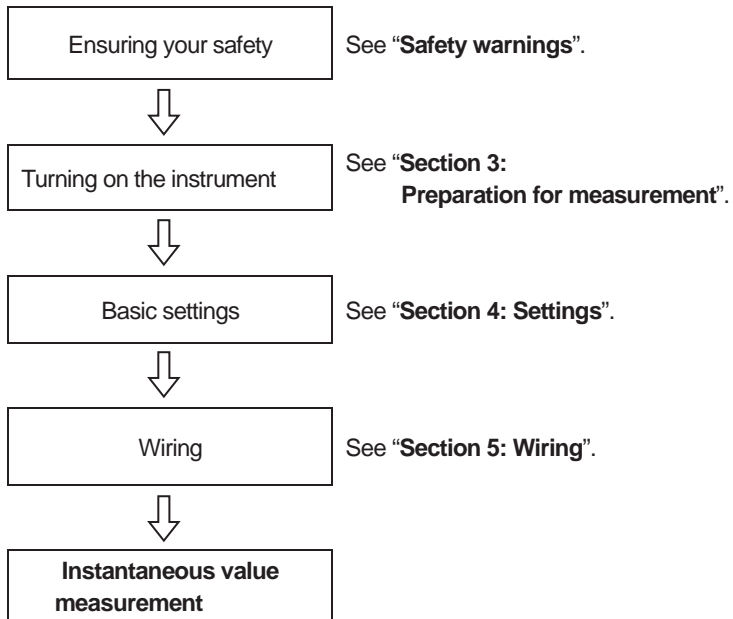 Ensuring your safety
See “Safety warnings”.
Turning on the instrument
See “Section 3:
Preparation for measurement”.
Basic settings
See “Section 4: Settings”.
Wiring
See “Section 5: Wiring”.
Instantaneous value
measurement